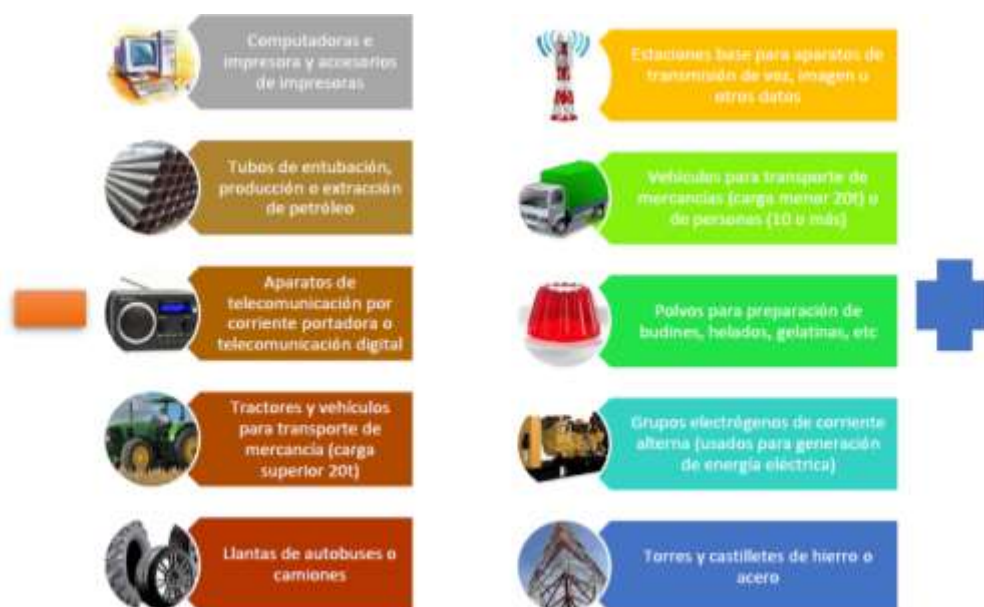 Computadoras e
impresora y accesorios
de impresoras
Tubos de entubación,
producción o extracción
de petróleo
Aparatos de
telecomunicación por
corriente portadora o
telecomunicación digital
Tractores y vehículos
para transporte de
mercancía (carga
superior 20t)
Llantas de autobuses o
camiones
Estaciones base para aparatos de
transmisión de voz, imagen u
otros datos
Vehículos para transporte de
mercancías (carga menor 20t) o
de personas (10 o más)
Polvos para preparación de
budines, helados, gelatinas, etc
Grupos electrógenos de corriente
alterna (usados para generación
de energía eléctrica)
Torres y castilletes de hierro o
acero